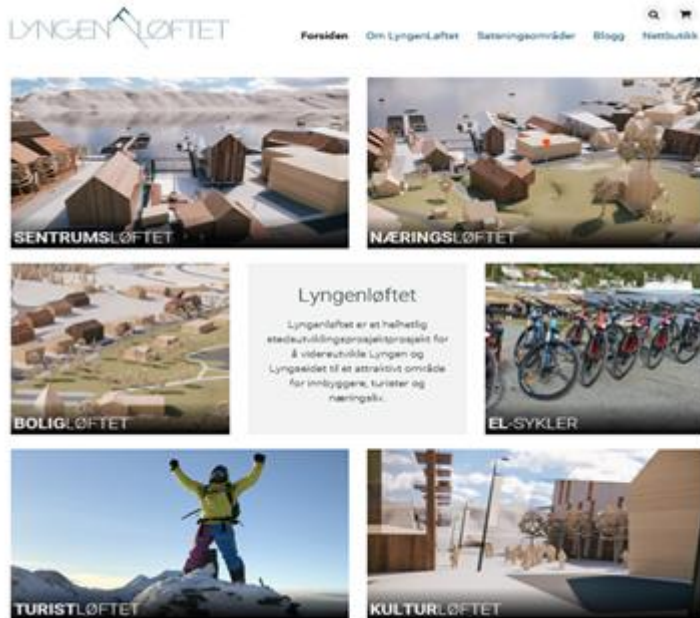 LYNGENLØFTET
Forsiden Om LyngenLøftet Satsningsområder Blogg Nettbutikk
SENTRUMSLØFTET
NÆRINGSLØFTET
BOLIGLØFTET
Lyngenløftet
Lyngenløftet er et helhetlig
stedsutviklingsprosjektprosjekt for
å videreutvikle Lyngen og
Lyngseidet til et attraktivt område
for innbyggere, turister og
næringsliv.
EL-SYKLER
TURISTLØFTET
KULTURLØFTET